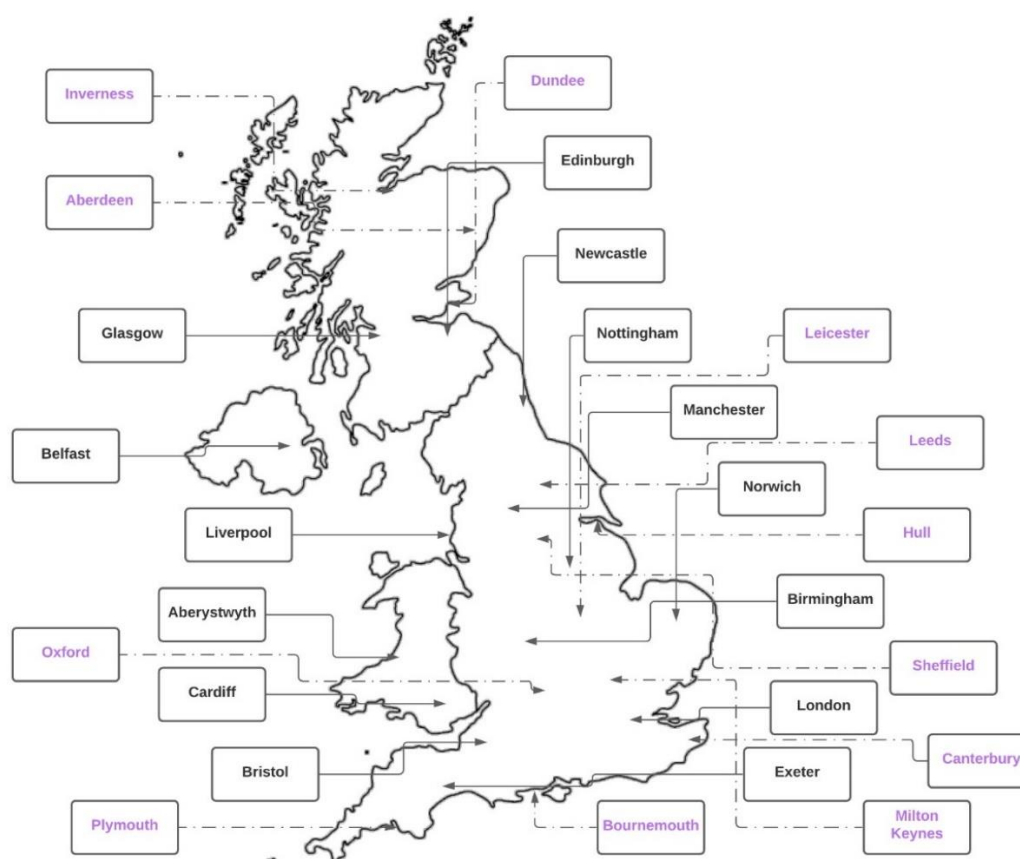 Dundee
Inverness
Edinburgh
Aberdeen
Newcastle
Glasgow
Nottingham
Leicester
Manchester
Belfast
Leeds
Norwich
Liverpool
Hull
Birmingham
Aberystwyth
Oxford
Sheffield
Cardiff
London
Bristol
Exeter
Canterbury
Plymouth
Bournemouth
Milton
Keynes